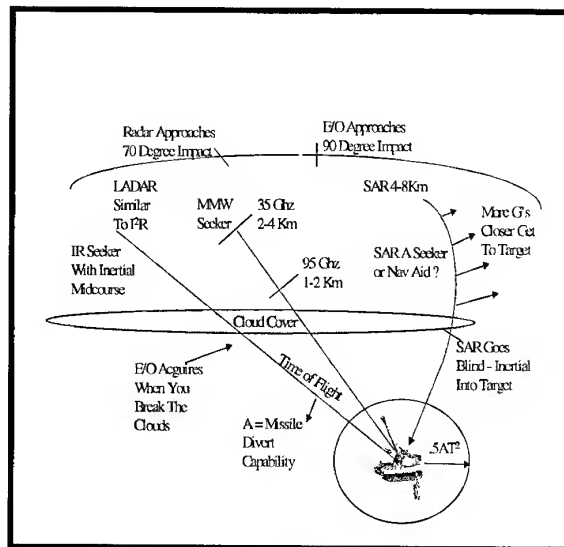 Radar Approaches
70 Degree Impact
E/O Approaches
90 Degree Impact
LADAR
Similar
To I²R
MMW
Seeker
35 Ghz
2-4 Km
SAR 4-8Km
More G's
Closer Get
To Target
IR Seeker
With Inertial
Midcourse
95 Ghz
1-2 Km
SAR A Seeker
or Nav Aid ?
Cloud Cover
E/O Acquires
When You
Break The
Clouds
Time of Flight
A = Missile
Divert
Capability
SAR Goes
Blind - Inertial
Into Target
.5AT²